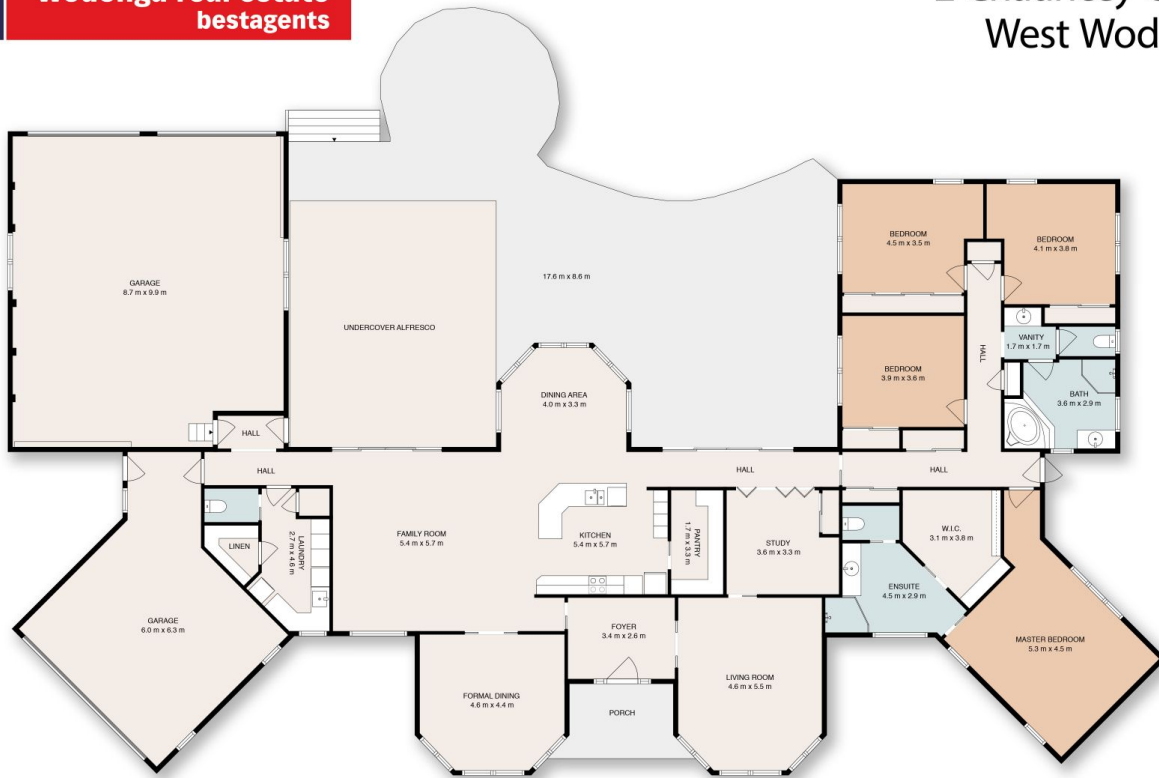 bestagents
West
GARAGE
8.7 m x 9.9 m
UNDERCOVER ALFRESCO
17.6 m x 8.6 m
BEDROOM
4.5 m x 3.5 m
BEDROOM
4.1 m x 3.8 m
VANITY
1.7 m x 1.7 m
HALL
BEDROOM
3.9 m x 3.6 m
BATH
3.6 m x 2.9 m
DINING AREA
4.0 m x 3.3 m
HALL
HALL
HALL
HALL
LINEN
LAUNDRY
2.7 m x 4.6 m
FAMILY ROOM
5.4 m x 5.7 m
KITCHEN
5.4 m x 5.7 m
PANTRY
1.7 m x 3.3 m
STUDY
3.6 m x 3.3 m
W.I.C.
3.1 m x 3.8 m
ENSUITE
4.5 m x 2.9 m
GARAGE
6.0 m x 6.3 m
FOYER
3.4 m x 2.6 m
MASTER BEDROOM
5.3 m x 4.5 m
FORMAL DINING
4.6 m x 4.4 m
LIVING ROOM
4.6 m x 5.5 m
PORCH